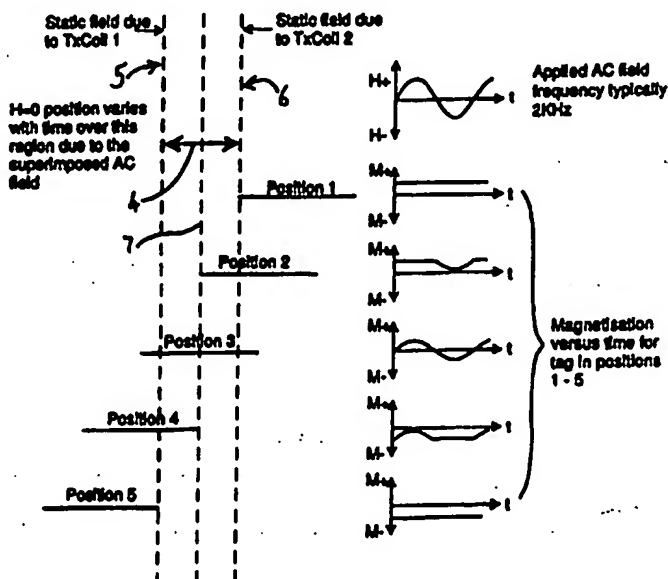 Static field due
to TxCoil 1
Static field due
to TxCoil 2
5
6
H=0 position varies
with time over this
region due to the
superimposed AC
field
4
7
H+
H-
t
Applied AC field
frequency typically
2KHz
Position 1
M+
M-
t
Position 2
M+
M-
t
Position 3
M+
M-
t
Magnetisation
versus time for
tag in positions
1 - 5
Position 4
M+
M-
t
Position 5
M+
M-
t